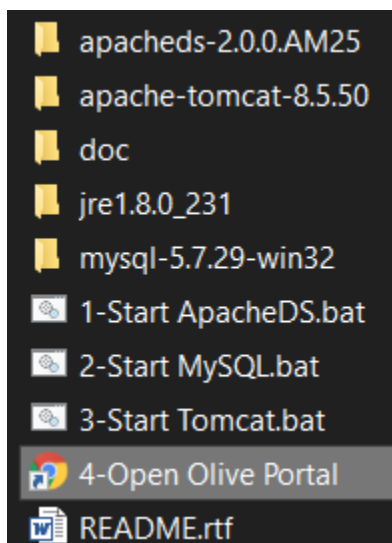 apacheds-2.0.0.AM25
apache-tomcat-8.5.50
doc
jre1.8.0_231
mysql-5.7.29-win32
1-Start ApacheDS.bat
2-Start MySQL.bat
3-Start Tomcat.bat
4-Open Olive Portal
README.rtf